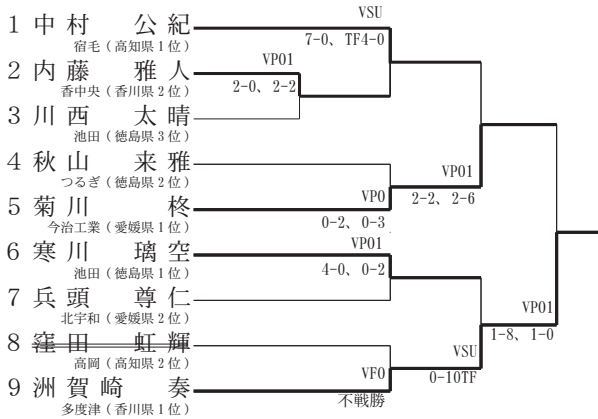 1 中村 公紀
宿毛(高知県1位)
VSU
7-0、TF4-0
2 内藤 雅人
香中央(香川県2位)
VPO1
2-0、2-2
3 川西 太晴
池田(徳島県3位)
4 秋山 来雅
つるぎ(徳島県2位)
VPO1
2-2、2-6
5 菊川 柊
今治工業(愛媛県1位)
VPO
0-2、0-3
6 寒川 璃空
池田(徳島県1位)
VPO1
4-0、0-2
7 兵頭 尊仁
北宇和(愛媛県2位)
VPO1
1-8、1-0
8 窪田 虹輝
高岡(高知県2位)
VSU
0-10TF
9 洲賀崎 奏
多度津(香川県1位)
VFO
不戦勝